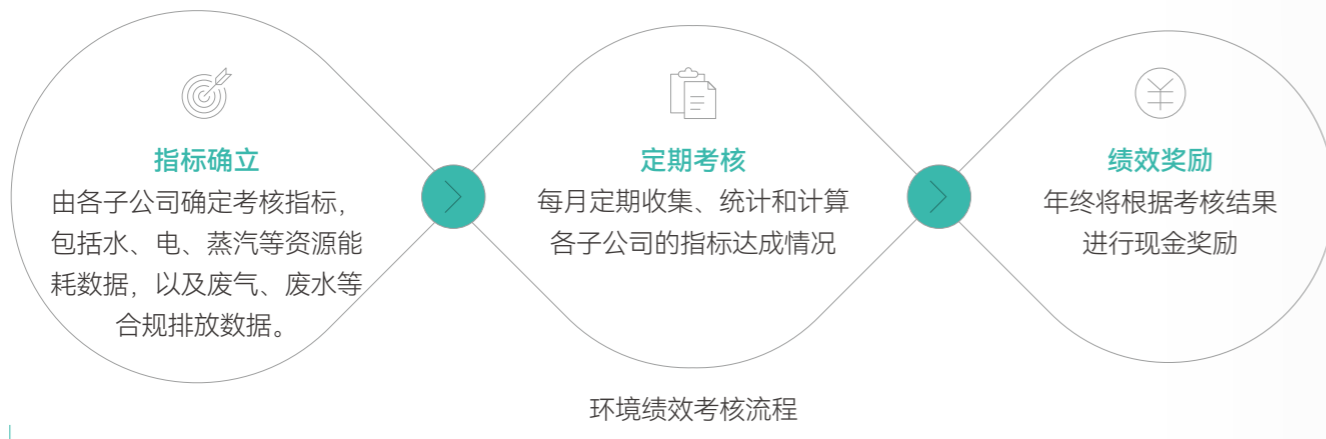 指标确立
由各子公司确定考核指标，
包括水、电、蒸汽等资源能
耗数据，以及废气、废水等
合规排放数据。
定期考核
每月定期收集、统计和计算
各子公司的指标达成情况
绩效奖励
年终将根据考核结果
进行现金奖励
环境绩效考核流程